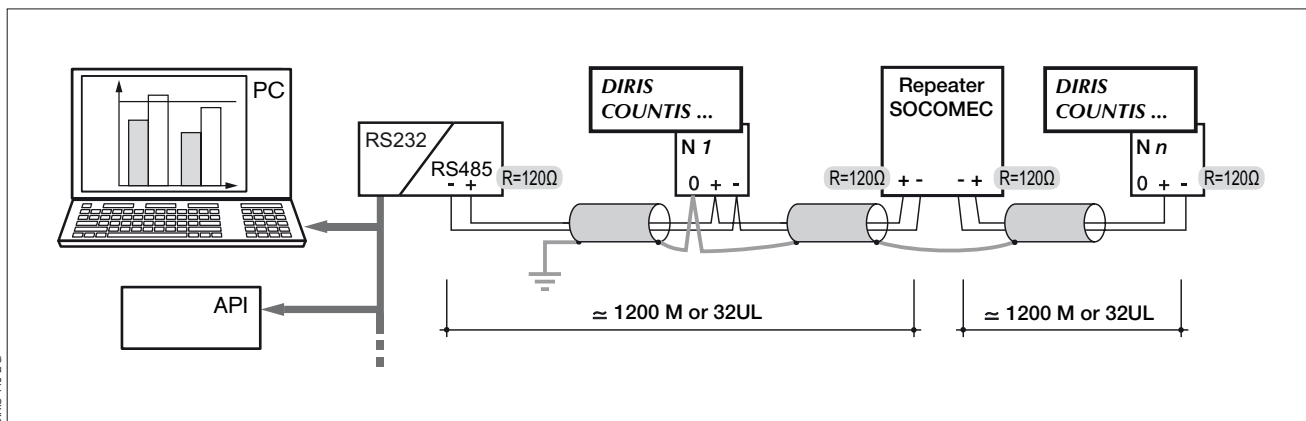 PC
API
RS232
RS485
- +
R=120Ω
DIRIS
COUNTIS ...
N 1
0 + -
Repeater
SOCOMEC
R=120Ω
+ -
- +
R=120Ω
DIRIS
COUNTIS ...
N n
0 + -
R=120Ω
≃ 1200 M or 32UL
≃ 1200 M or 32UL